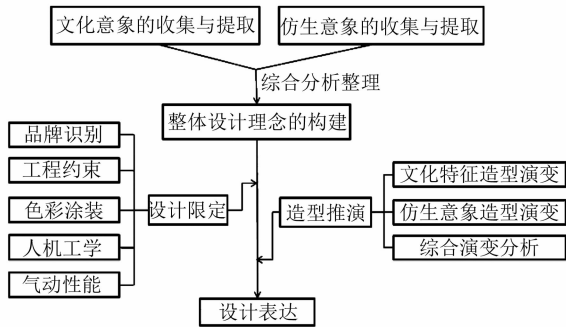 文化意象的收集与提取
仿生意象的收集与提取
综合分析整理
整体设计理念的构建
品牌识别
工程约束
色彩涂装
人机工学
气动性能
设计限定
造型推演
文化特征造型演变
仿生意象造型演变
综合演变分析
设计表达